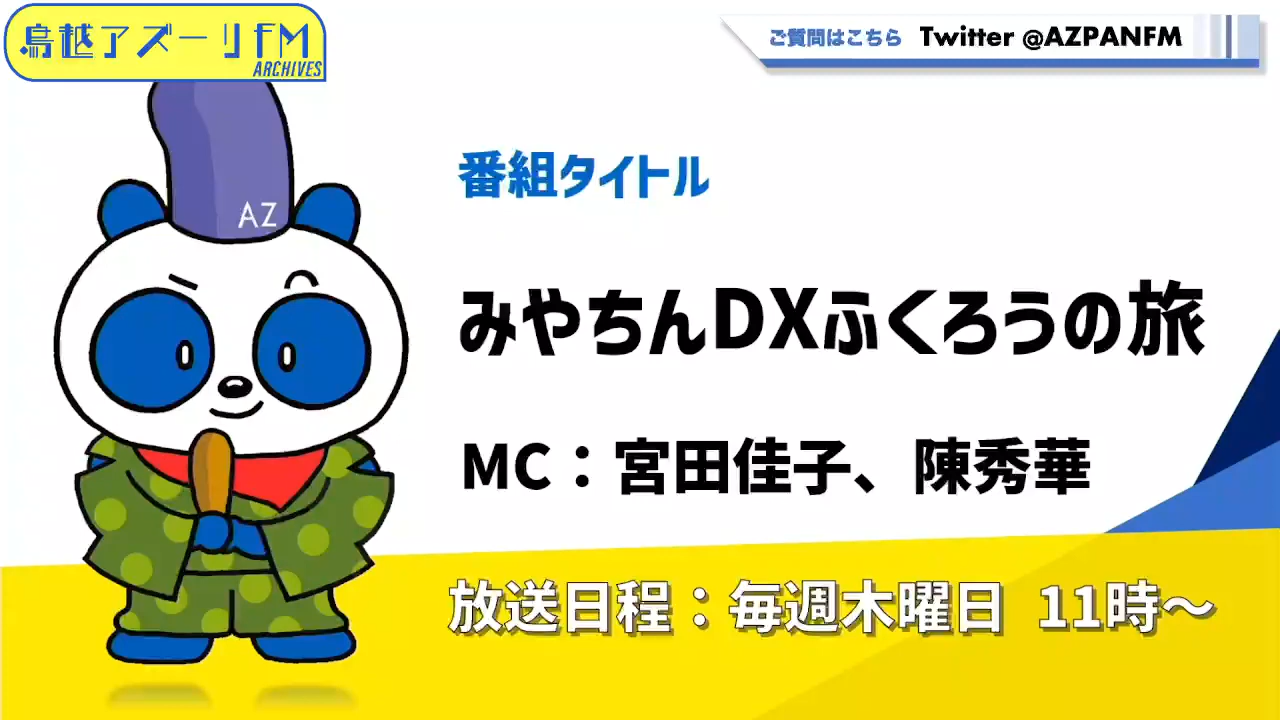 鳥越アズーリFM
ARCHIVES
ご質問はこちら Twitter @AZPANFM
AZ
番組タイトル
みやちんDXふくろうの旅
MC：宮田佳子、陳秀華
放送日程：毎週木曜日 11時～